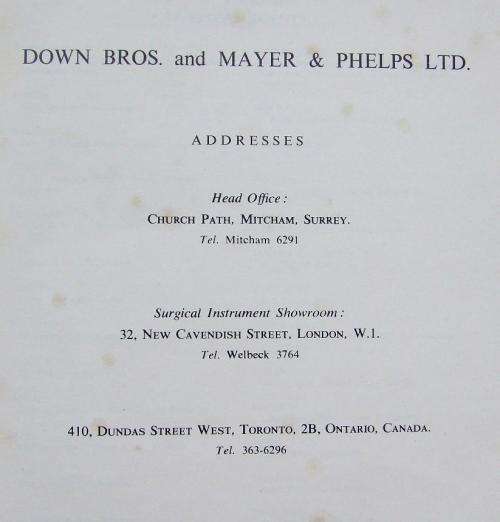 DOWN BROS. and MAYER & PHELPS LTD.
ADDRESSES
Head Office :
CHURCH PATH, MITCHAM, SURREY.
Tel. Mitcham 6291
Surgical Instrument Showroom :
32, NEW CAVENDISH STREET, LONDON, W.1.
Tel. Welbeck 3764
410, DUNDAS STREET WEST, TORONTO, 2B, ONTARIO, CANADA.
Tel. 363-6296